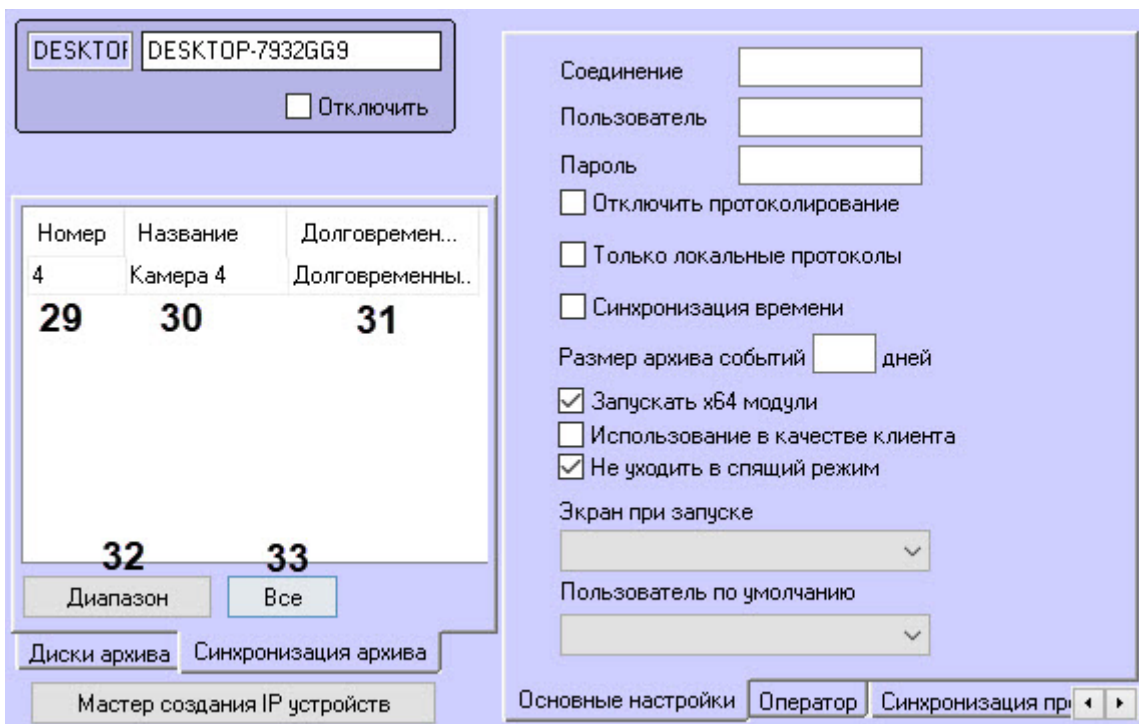 DESKTOP DESKTOP-7932GG9
Отключить
Номер Название Долговремен...
4 Камера 4 Долговременны..
29 30 31
32 33
Диапазон Все
Диски архива Синхронизация архива
Мастер создания IP устройств
Соединение
Пользователь
Пароль
Отключить протоколирование
Только локальные протоколы
Синхронизация времени
Размер архива событий дней
Запускать x64 модули
Использование в качестве клиента
Не уходить в спящий режим
Экран при запуске
Пользователь по умолчанию
Основные настройки Оператор Синхронизация про